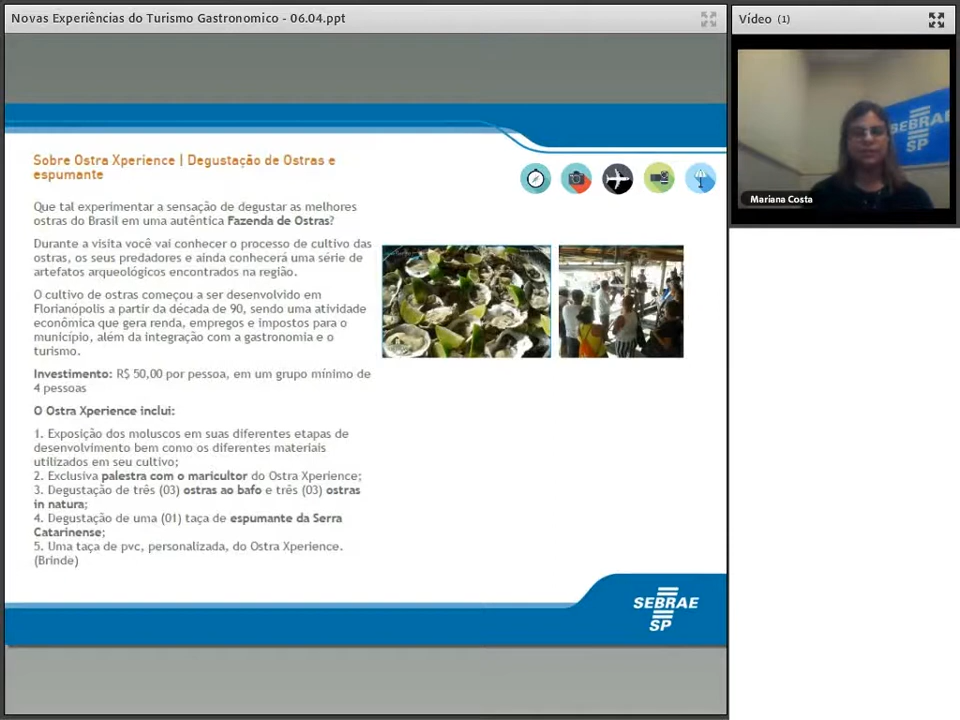 Novas Experiências do Turismo Gastronomico - 06.04.ppt
Vídeo (1)
SEBRAE
SP
Mariana Costa
Sobre Ostra Xperience | Degustação de Ostras e
espumante
Que tal experimentar a sensação de degustar as melhores
ostras do Brasil em uma autêntica Fazenda de Ostras?
Durante a visita você vai conhecer o processo de cultivo das
ostras, os seus predadores e ainda conhecerá uma série de
artefatos arqueológicos encontrados na região.
O cultivo de ostras começou a ser desenvolvido em
Florianópolis a partir da década de 90, sendo uma atividade
econômica que gera renda, empregos e impostos para o
município, além da integração com a gastronomia e o
turismo.
Investimento: R$ 50,00 por pessoa, em um grupo mínimo de
4 pessoas
O Ostra Xperience inclui:
1. Exposição dos moluscos em suas diferentes etapas de
desenvolvimento bem como os diferentes materiais
utilizados em seu cultivo;
2. Exclusiva palestra com o maricultor do Ostra Xperience;
3. Degustação de três (03) ostras ao bafo e três (03) ostras
in natura;
4. Degustação de uma (01) taça de espumante da Serra
Catarinense;
5. Uma taça de pvc, personalizada, do Ostra Xperience.
(Brinde)
SEBRAE
SP